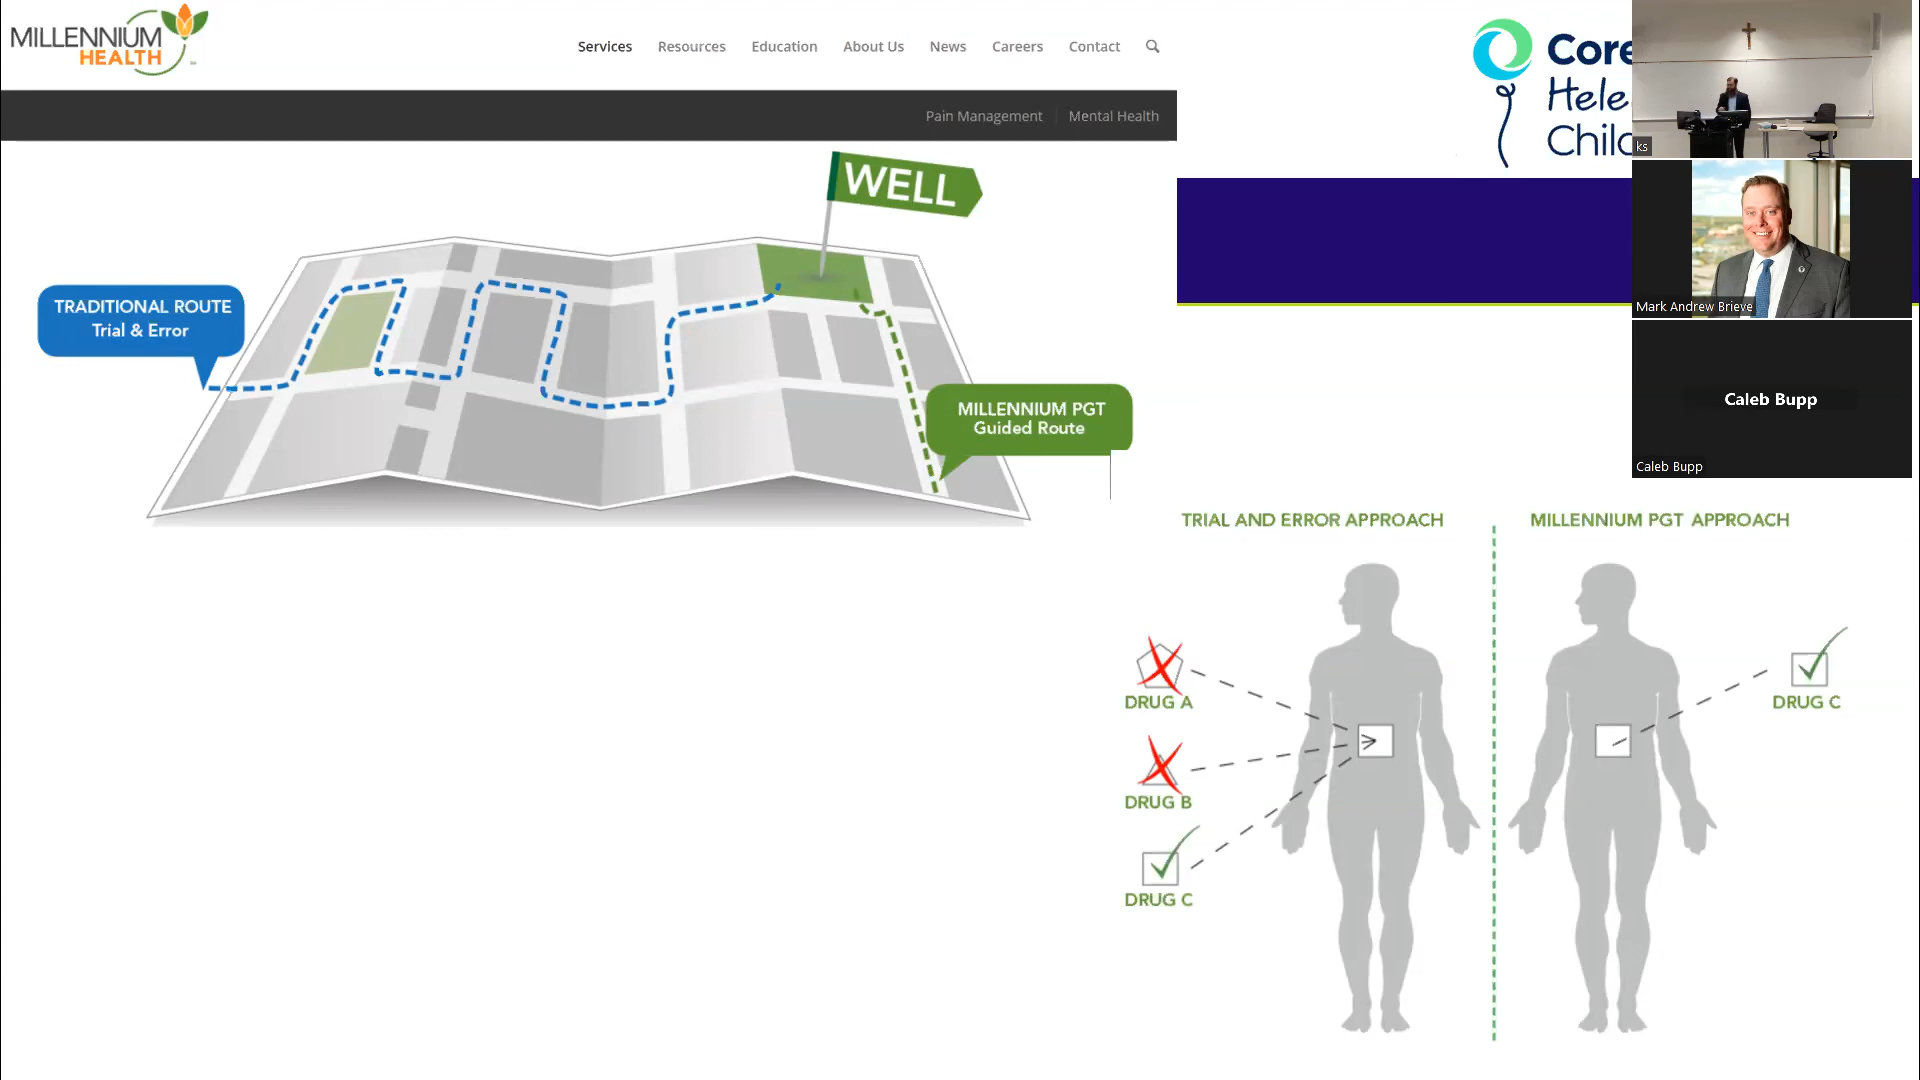 MILLENNIUM
HEALTH
Services
Resources
Education
About Us
News
Careers
Contact
Pain Management
Mental Health
WELL
TRADITIONAL ROUTE
Trial & Error
MILLENNIUM PGT
Guided Route
Core
Hele
Chil
ks
Mark Andrew Brieve
Caleb Bupp
Caleb Bupp
TRIAL AND ERROR APPROACH
MILLENNIUM PGT APPROACH
DRUG A
DRUG B
DRUG C
DRUG C